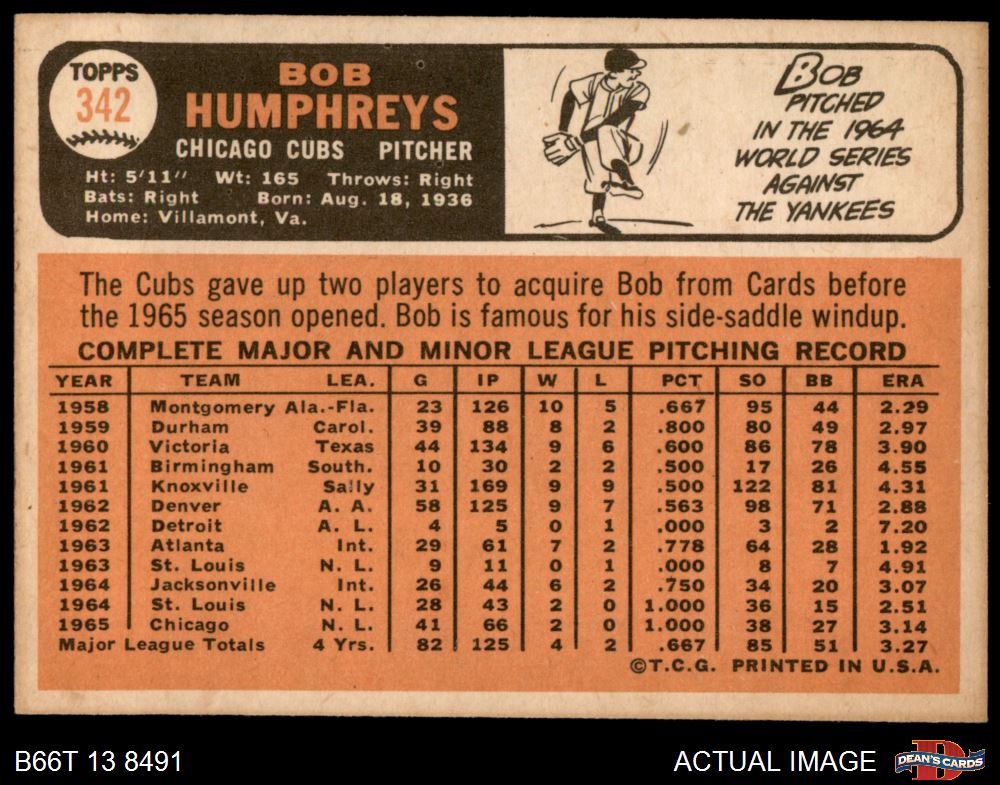 TOPPS
342
BOB
HUMPHREYS
CHICAGO CUBS PITCHER
Ht: 5'11" Wt: 165 Throws: Right
Bats: Right Born: Aug. 18, 1936
Home: Villamont, Va.
BOB
PITCHED
IN THE 1964
WORLD SERIES
AGAINST
THE YANKEES
The Cubs gave up two players to acquire Bob from Cards before
the 1965 season opened. Bob is famous for his side-saddle windup.
COMPLETE MAJOR AND MINOR LEAGUE PITCHING RECORD
YEAR TEAM LEA. G IP W L PCT SO BB ERA
1958 Montgomery Ala.-Fla. 23 126 10 5 .667 95 44 2.29
1959 Durham Carol. 39 88 8 2 .800 80 49 2.97
1960 Victoria Texas 44 134 9 6 .600 86 78 3.90
1961 Birmingham South. 10 30 2 2 .500 17 26 4.55
1961 Knoxville Sally 31 169 9 9 .500 122 81 4.31
1962 Denver A. A. 58 125 9 7 .563 98 71 2.88
1962 Detroit A. L. 4 5 0 1 .000 3 2 7.20
1963 Atlanta Int. 29 61 7 2 .778 64 28 1.92
1963 St. Louis N. L. 9 11 0 1 .000 8 7 4.91
1964 Jacksonville Int. 26 44 6 2 .750 34 20 3.07
1964 St. Louis N. L. 28 43 2 0 1.000 36 15 2.51
1965 Chicago N. L. 41 66 2 0 1.000 38 27 3.14
Major League Totals 4 Yrs. 82 125 4 2 .667 85 51 3.27
©T.C.G. PRINTED IN U.S.A.
B66T 13 8491
ACTUAL IMAGE
DEAN'S CARDS